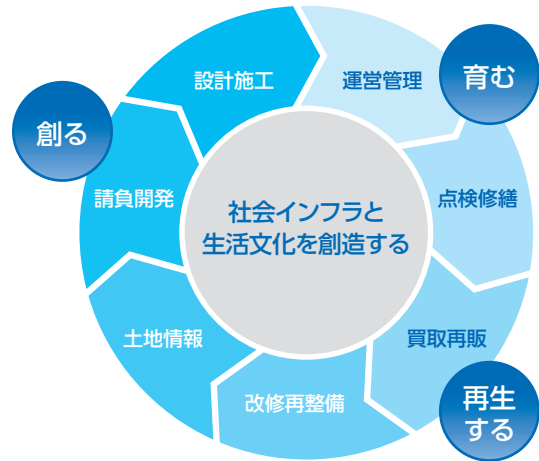 設計施工
運営管理
育む
創る
請負開発
点検修繕
社会インフラと
生活文化を創造する
土地情報
買取再販
改修再整備
再生
する